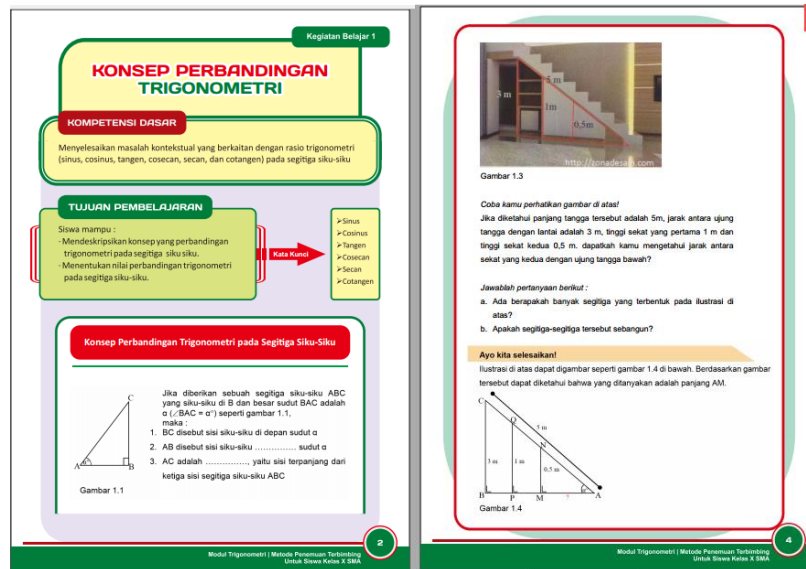 Kegiatan Belajar 1
KONSEP PERBANDINGAN
TRIGONOMETRI
KOMPETENSI DASAR
Menyelesaikan masalah kontekstual yang berkaitan dengan rasio trigonometri
(sinus, cosinus, tangen, cosecan, secan, dan cotangen) pada segitiga siku-siku
TUJUAN PEMBELAJARAN
Siswa mampu :
-Mendeskripsikan konsep yang perbandingan
trigonometri pada segitiga siku siku.
-Menentukan nilai perbandingan trigonometri
pada segitiga siku-siku.
Kata Kunci
➢Sinus
➢Cosinus
➢Tangen
➢Cosecan
➢Secan
➢Cotangen
Konsep Perbandingan Trigonometri pada Segitiga Siku-Siku
C
A
α°
B
Gambar 1.1
Jika diberikan sebuah segitiga siku-siku ABC
yang siku-siku di B dan besar sudut BAC adalah
α (∠BAC = α°) seperti gambar 1.1,
maka :
1. BC disebut sisi siku-siku di depan sudut α
2. AB disebut sisi siku-siku .............. sudut α
3. AC adalah ..............., yaitu sisi terpanjang dari
ketiga sisi segitiga siku-siku ABC
2
Modul Trigonometri | Metode Penemuan Terbimbing
Untuk Siswa Kelas X SMA
5 m
3 m
1m
0,5m
http://zonadesain.com
Gambar 1.3
Coba kamu perhatikan gambar di atas!
Jika diketahui panjang tangga tersebut adalah 5m, jarak antara ujung
tangga dengan lantai adalah 3 m, tinggi sekat yang pertama 1 m dan
tinggi sekat kedua 0,5 m. dapatkah kamu mengetahui jarak antara
sekat yang kedua dengan ujung tangga bawah?
Jawablah pertanyaan berikut :
a. Ada berapakah banyak segitiga yang terbentuk pada ilustrasi di
atas?
b. Apakah segitiga-segitiga tersebut sebangun?
Ayo kita selesaikan!
Ilustrasi di atas dapat digambar seperti gambar 1.4 di bawah. Berdasarkan gambar
tersebut dapat diketahui bahwa yang ditanyakan adalah panjang AM.
C
O
5 m
N
3 m
1 m
0,5 m
B
P
M
?
A
Gambar 1.4
4
Modul Trigonometri | Metode Penemuan Terbimbing
Untuk Siswa Kelas X SMA